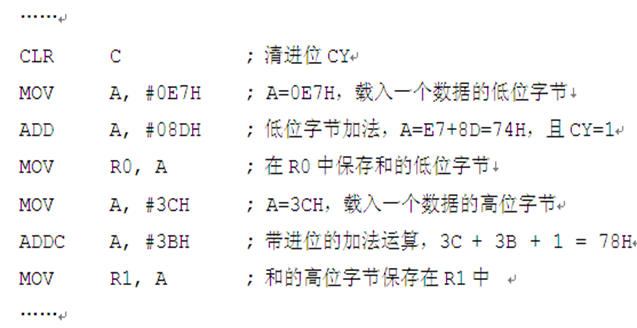 ……
CLR C ; 清进位 CY
MOV A, #0E7H ; A=0E7H，载入一个数据的低位字节
ADD A, #08DH ; 低位字节加法，A=E7+8D=74H，且 CY=1
MOV R0, A ; 在 R0 中保存和的低位字节
MOV A, #3CH ; A=3CH，载入一个数据的高位字节
ADDC A, #3BH ; 带进位的加法运算，3C + 3B + 1 = 78H
MOV R1, A ; 和的高位字节保存在 R1 中
……